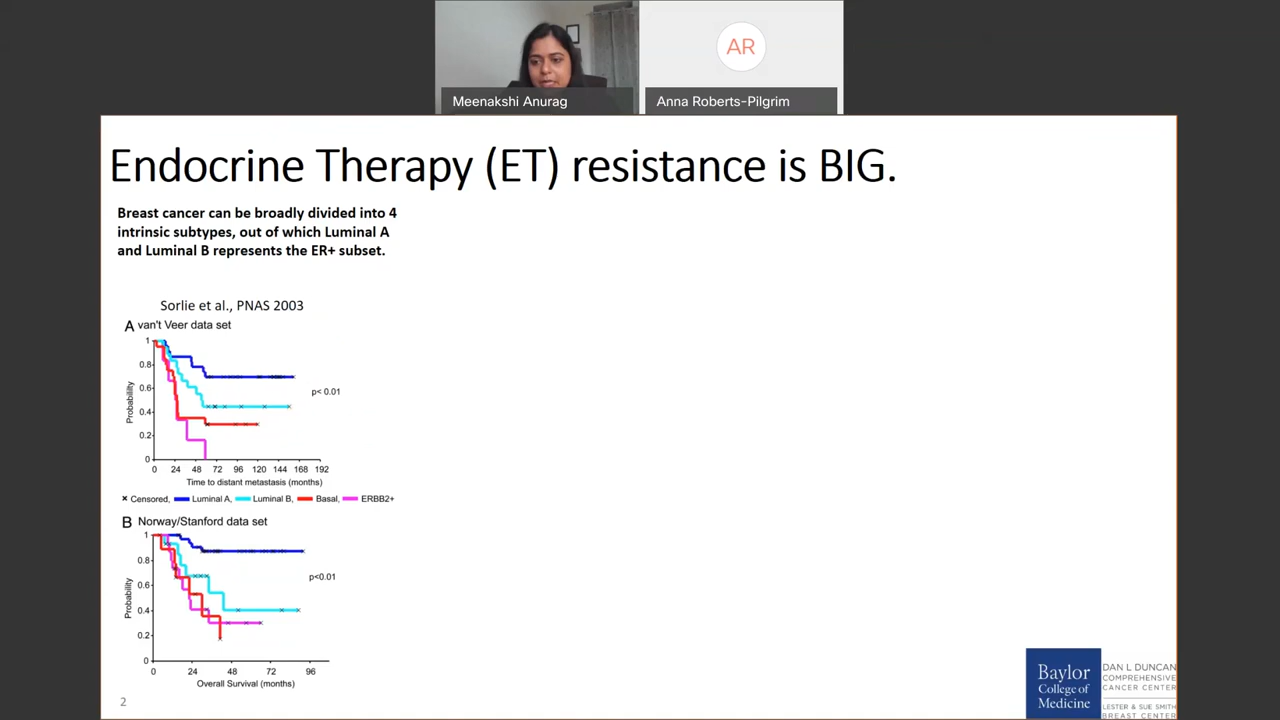 AR
Meenakshi Anurag
Anna Roberts-Pilgrim
Endocrine Therapy (ET) resistance is BIG.
Breast cancer can be broadly divided into 4
intrinsic subtypes, out of which Luminal A
and Luminal B represents the ER+ subset.
Sorlie et al., PNAS 2003
A van't Veer data set
1
0.8
0.6
0.4
0.2
0
Probability
p< 0.01
0 24 48 72 96 120 144 168 192
Time to distant metastasis (months)
× Censored, Luminal A, Luminal B, Basal, ERBB2+
B Norway/Stanford data set
1
0.8
0.6
0.4
0.2
0
Probability
p<0.01
0 24 48 72 96
Overall Survival (months)
2
Baylor
College of
Medicine
DAN L DUNCAN
COMPREHENSIVE
CANCER CENTER
LESTER & SUE SMITH
BREAST CENTER